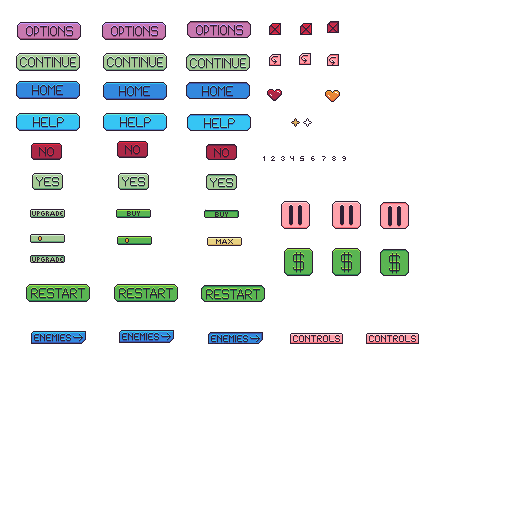 OPTIONS OPTIONS OPTIONS
CONTINUE CONTINUE CONTINUE
HOME HOME HOME
HELP HELP HELP
NO NO NO
1 2 3 4 5 6 7 8 9
YES YES YES
UPGRADE BUY BUY
0 0 MAX
UPGRADE
$ $ $
RESTART RESTART RESTART
ENEMIES→ ENEMIES→ ENEMIES→ CONTROLS CONTROLS